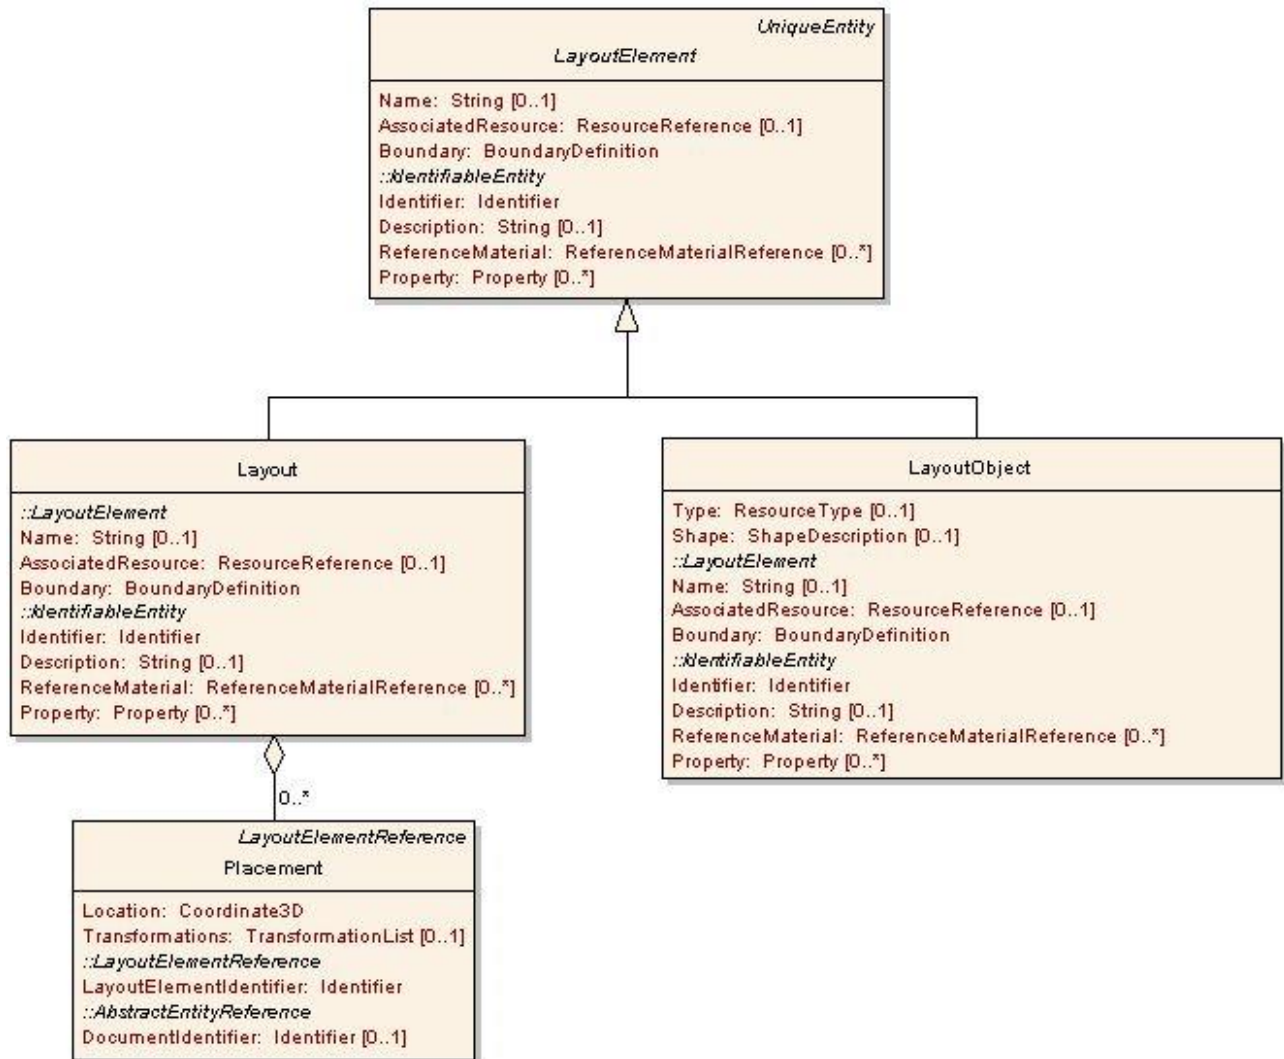 UniqueEntity
LayoutElement
Name: String [0..1]
AssociatedResource: ResourceReference [0..1]
Boundary: BoundaryDefinition
::IdentifiableEntity
Identifier: Identifier
Description: String [0..1]
ReferenceMaterial: ReferenceMaterialReference [0..*]
Property: Property [0..*]
Layout
::LayoutElement
Name: String [0..1]
AssociatedResource: ResourceReference [0..1]
Boundary: BoundaryDefinition
::IdentifiableEntity
Identifier: Identifier
Description: String [0..1]
ReferenceMaterial: ReferenceMaterialReference [0..*]
Property: Property [0..*]
LayoutObject
Type: ResourceType [0..1]
Shape: ShapeDescription [0..1]
::LayoutElement
Name: String [0..1]
AssociatedResource: ResourceReference [0..1]
Boundary: BoundaryDefinition
::IdentifiableEntity
Identifier: Identifier
Description: String [0..1]
ReferenceMaterial: ReferenceMaterialReference [0..*]
Property: Property [0..*]
0..*
LayoutElementReference
Placement
Location: Coordinate3D
Transformations: TransformationList [0..1]
::LayoutElementReference
LayoutElementIdentifier: Identifier
::AbstractEntityReference
DocumentIdentifier: Identifier [0..1]